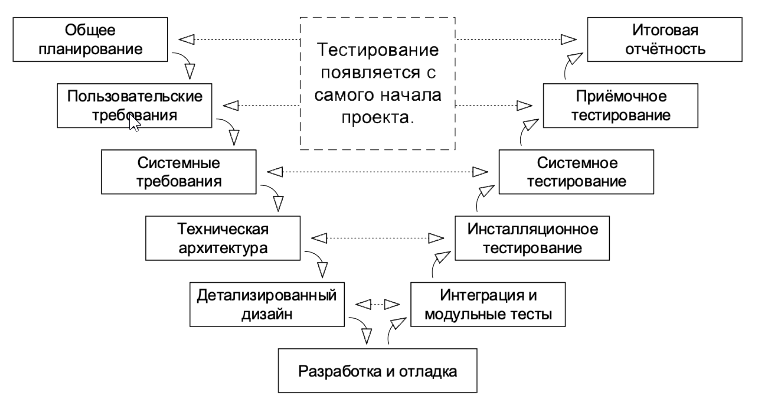 Общее
планирование
Тестирование
появляется с
самого начала
проекта.
Итоговая
отчётность
Пользовательские
требования
Приёмочное
тестирование
Системные
требования
Системное
тестирование
Техническая
архитектура
Инсталляционное
тестирование
Детализированный
дизайн
Интеграция и
модульные тесты
Разработка и отладка